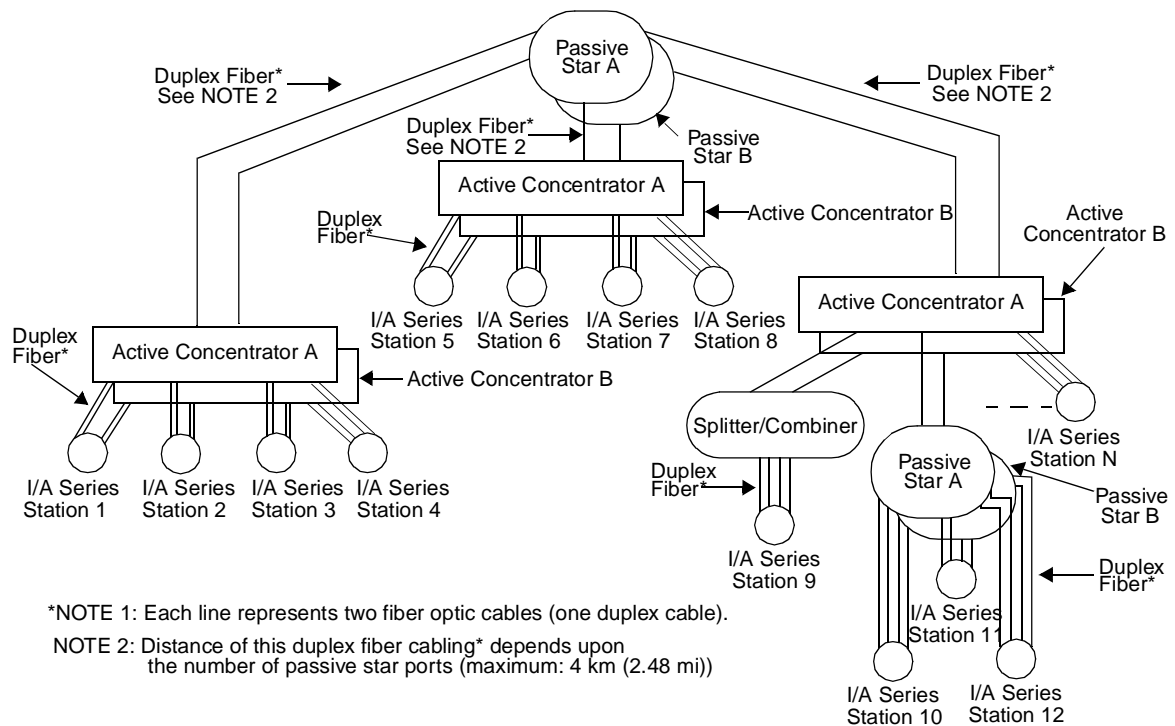 Passive
Star A
Duplex Fiber*
See NOTE 2
Duplex Fiber*
See NOTE 2
Duplex Fiber*
See NOTE 2
Passive
Star B
Active Concentrator A
Active Concentrator B
Duplex
Fiber*
Active
Concentrator B
I/A Series
Station 5
I/A Series
Station 6
I/A Series
Station 7
I/A Series
Station 8
Active Concentrator A
Duplex
Fiber*
Active Concentrator A
Active Concentrator B
Splitter/Combiner
I/A Series
Station N
I/A Series
Station 1
I/A Series
Station 2
I/A Series
Station 3
I/A Series
Station 4
Duplex
Fiber*
Passive
Star A
Passive
Star B
I/A Series
Station 9
Duplex
Fiber*
I/A Series
Station 11
*NOTE 1: Each line represents two fiber optic cables (one duplex cable).
NOTE 2: Distance of this duplex fiber cabling* depends upon
the number of passive star ports (maximum: 4 km (2.48 mi))
I/A Series
Station 10
I/A Series
Station 12